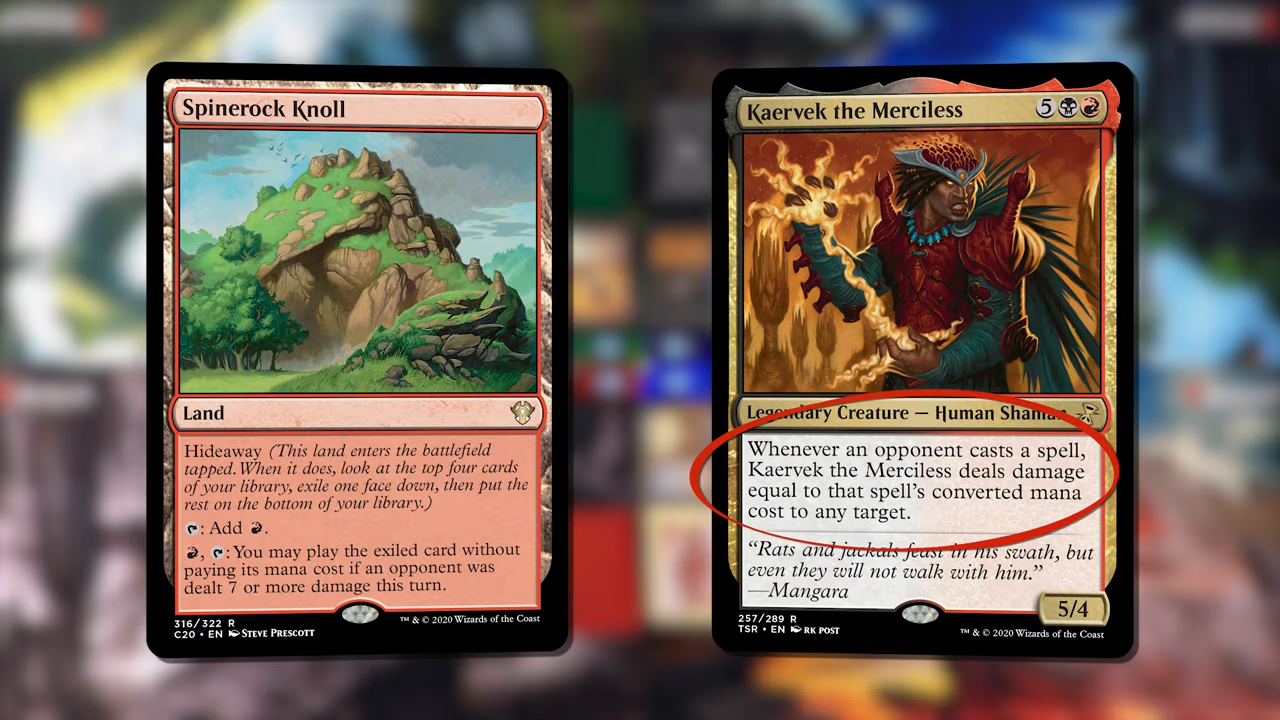 Spinerock Knoll
Land
Hideaway (This land enters the battlefield
tapped. When it does, look at the top four cards
of your library, exile one face down, then put the
rest on the bottom of your library.)
: Add .
, : You may play the exiled card without
paying its mana cost if an opponent was
dealt 7 or more damage this turn.
316/322 R
C20 • EN STEVE PRESCOTT
™ & © 2020 Wizards of the Coast
Kaervek the Merciless
5
Legendary Creature — Human Shaman
Whenever an opponent casts a spell,
Kaervek the Merciless deals damage
equal to that spell's converted mana
cost to any target.
“Rats and jackals feast in his swath, but
even they will not walk with him.”
—Mangara
5/4
257/289 R
TSR • EN RK POST
™ & © 2020 Wizards of the Coast